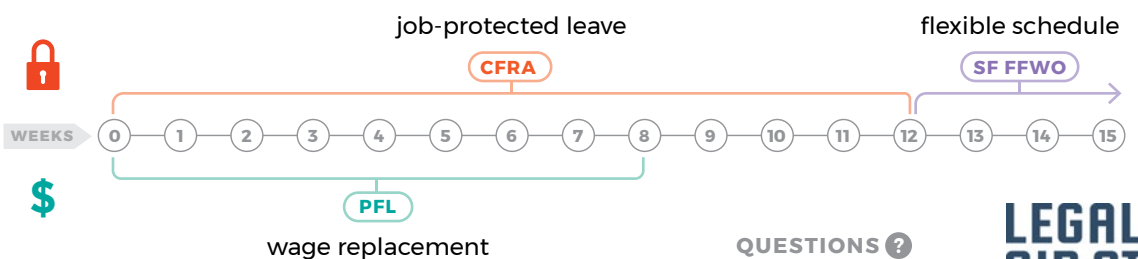 job-protected leave
flexible schedule
CFRA
SF FFWO
WEEKS 0 1 2 3 4 5 6 7 8 9 10 11 12 13 14 15
$
PFL
wage replacement
QUESTIONS ?
LEGAL